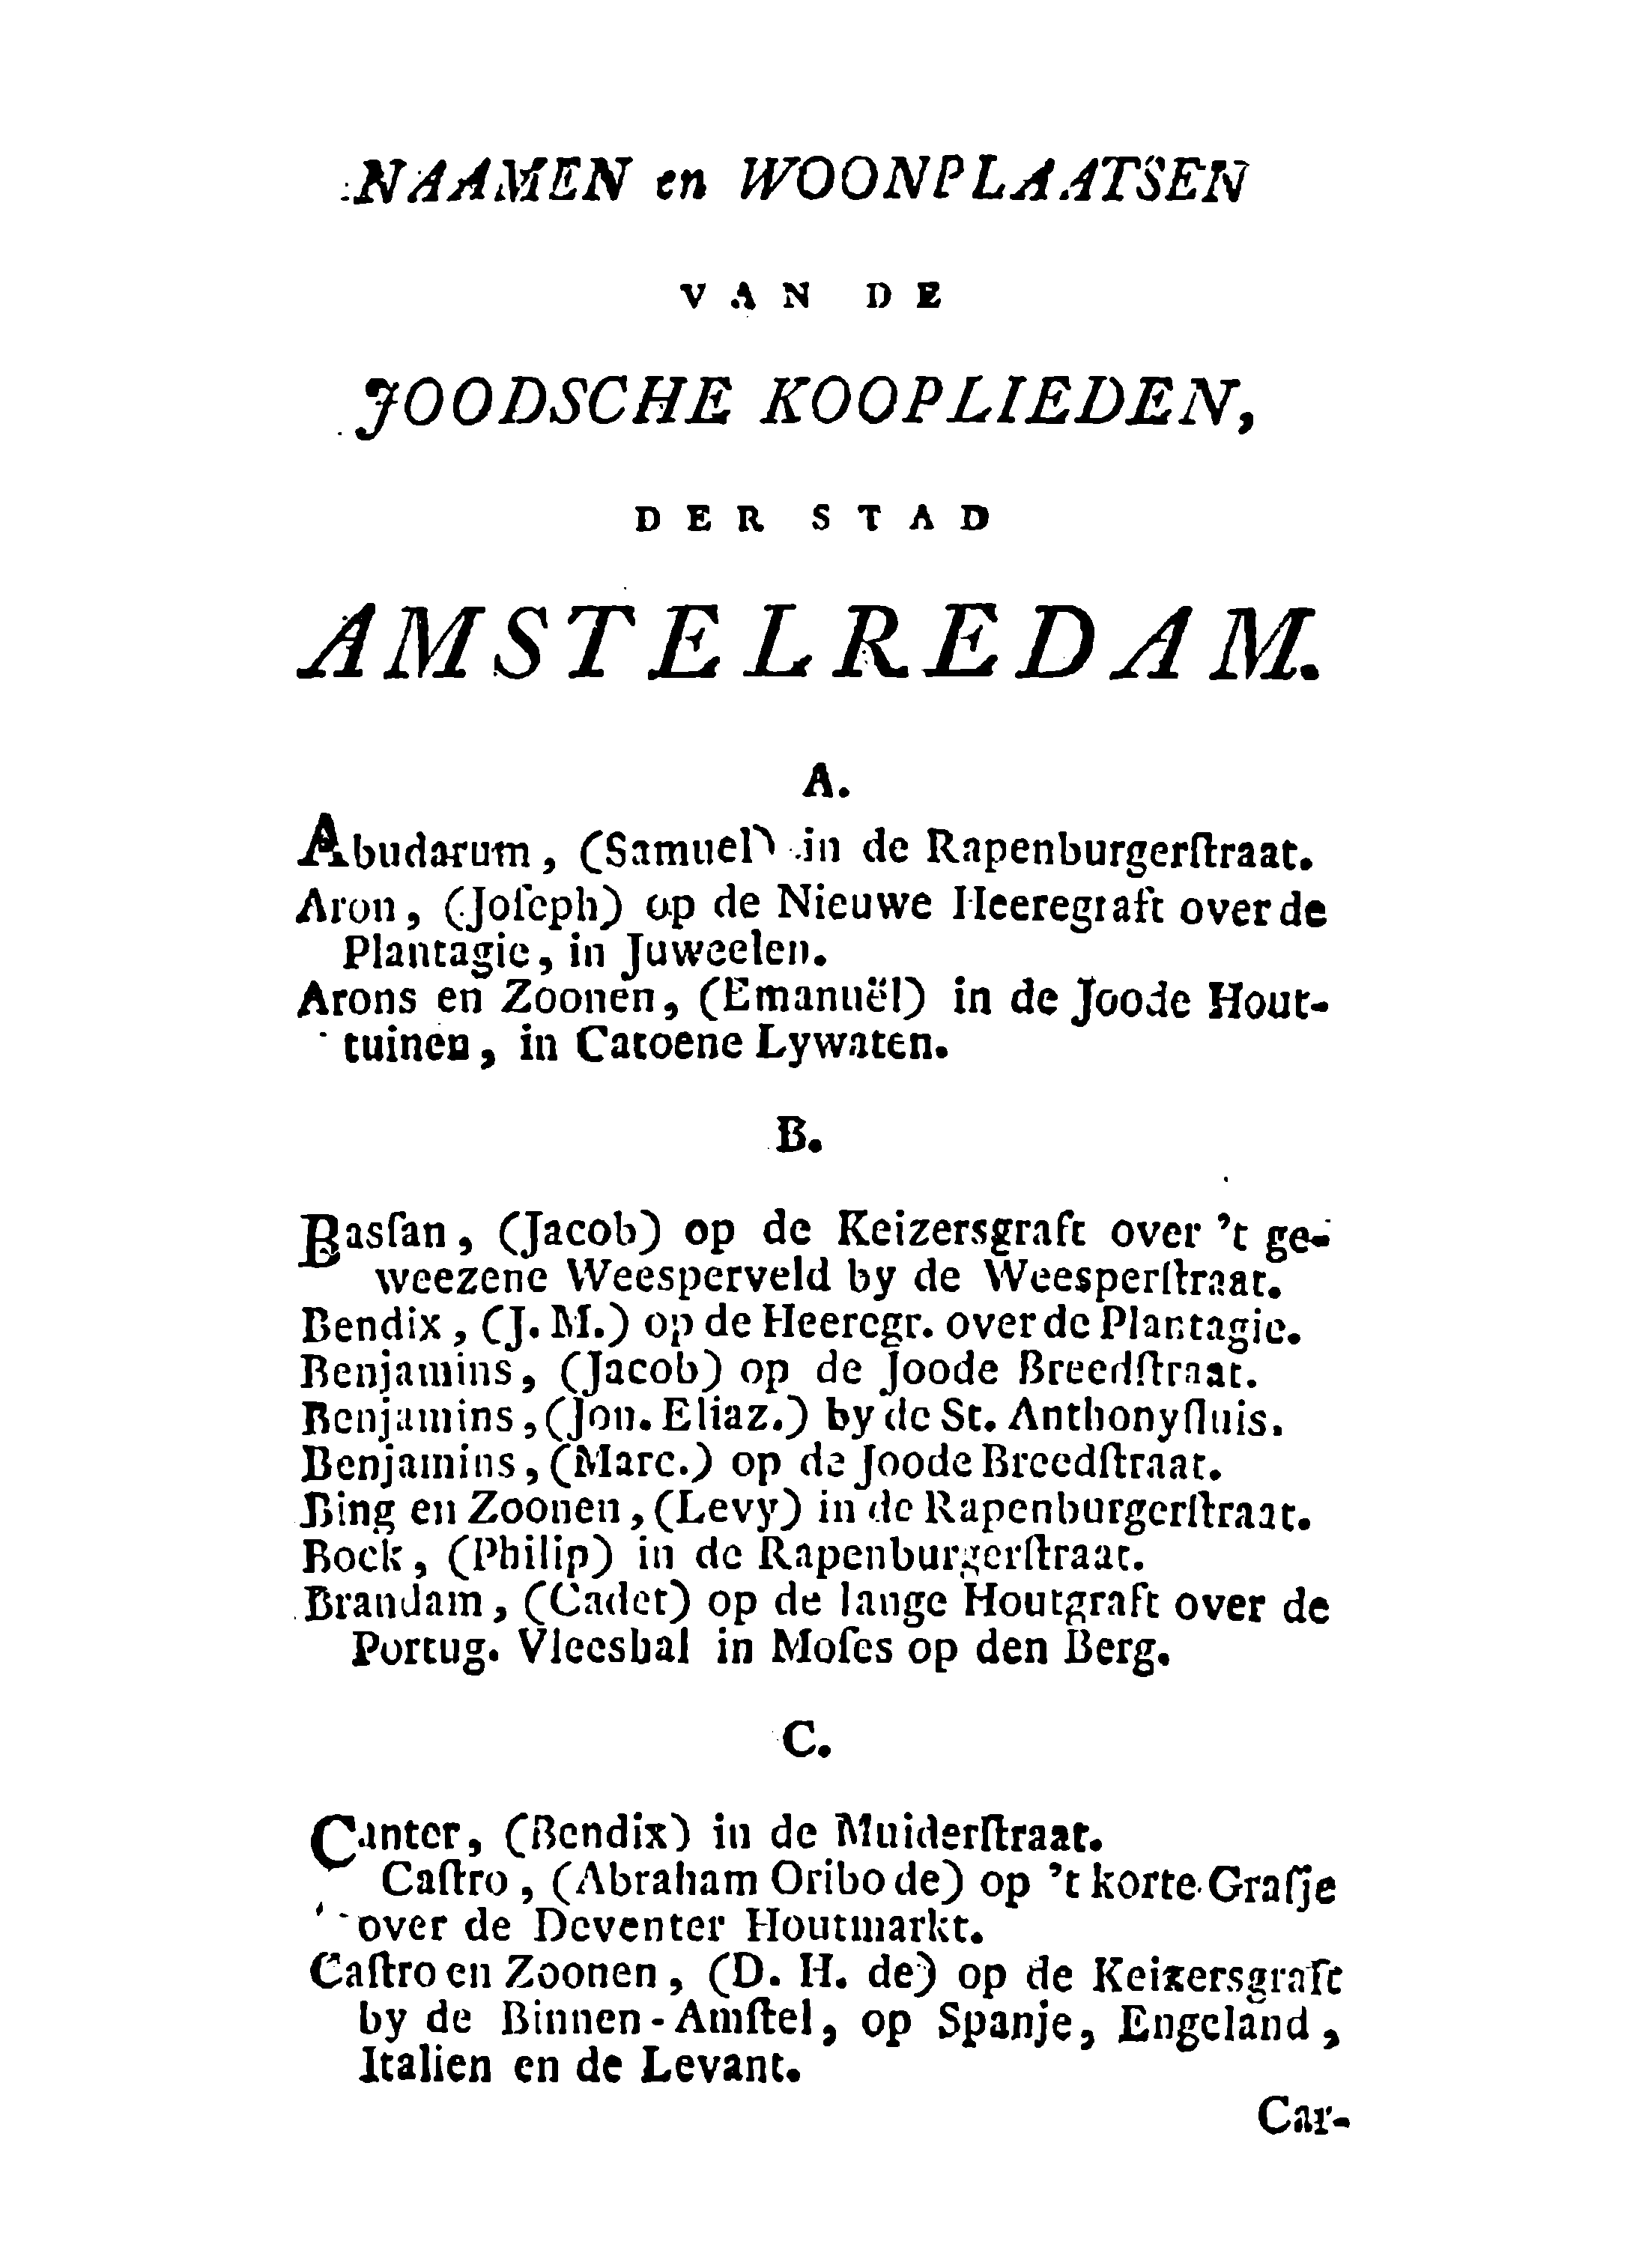 NAAMEN en WOONPLAATSEN
VAN DE
JOODSCHE KOOPLIEDEN,
DER STAD
AMSTELREDAM.
A.
Abudarum, (Samuel) in de Rapenburgerſtraat.
Aron, (Joſeph) op de Nieuwe Heeregraft over de
Plantagie, in Juweelen.
Arons en Zoonen, (Emanuël) in de Joode Hout-
tuinen, in Catoene Lywaten.
B.
Basſan, (Jacob) op de Keizersgraft over 't ge-
weezene Weesperveld by de Weesperſtraat.
Bendix, (J. M.) op de Heeregr. over de Plantagie.
Benjamins, (Jacob) op de Joode Breedſtraat.
Benjamins, (Jon. Eliaz.) by de St. Anthonyſluis.
Benjamins, (Marc.) op de Joode Breedſtraat.
Bing en Zoonen, (Levy) in de Rapenburgerſtraat.
Bock, (Philip) in de Rapenburgerſtraat.
Brandam, (Cadet) op de lange Houtgraft over de
Portug. Vleeshal in Moſes op den Berg.
C.
Canter, (Bendix) in de Muiderſtraat.
Caſtro, (Abraham Oribo de) op 't korte Grafje
over de Deventer Houtmarkt.
Caſtro en Zoonen, (D. H. de) op de Keizersgraft
by de Binnen-Amſtel, op Spanje, Engeland,
Italien en de Levant.
Car-